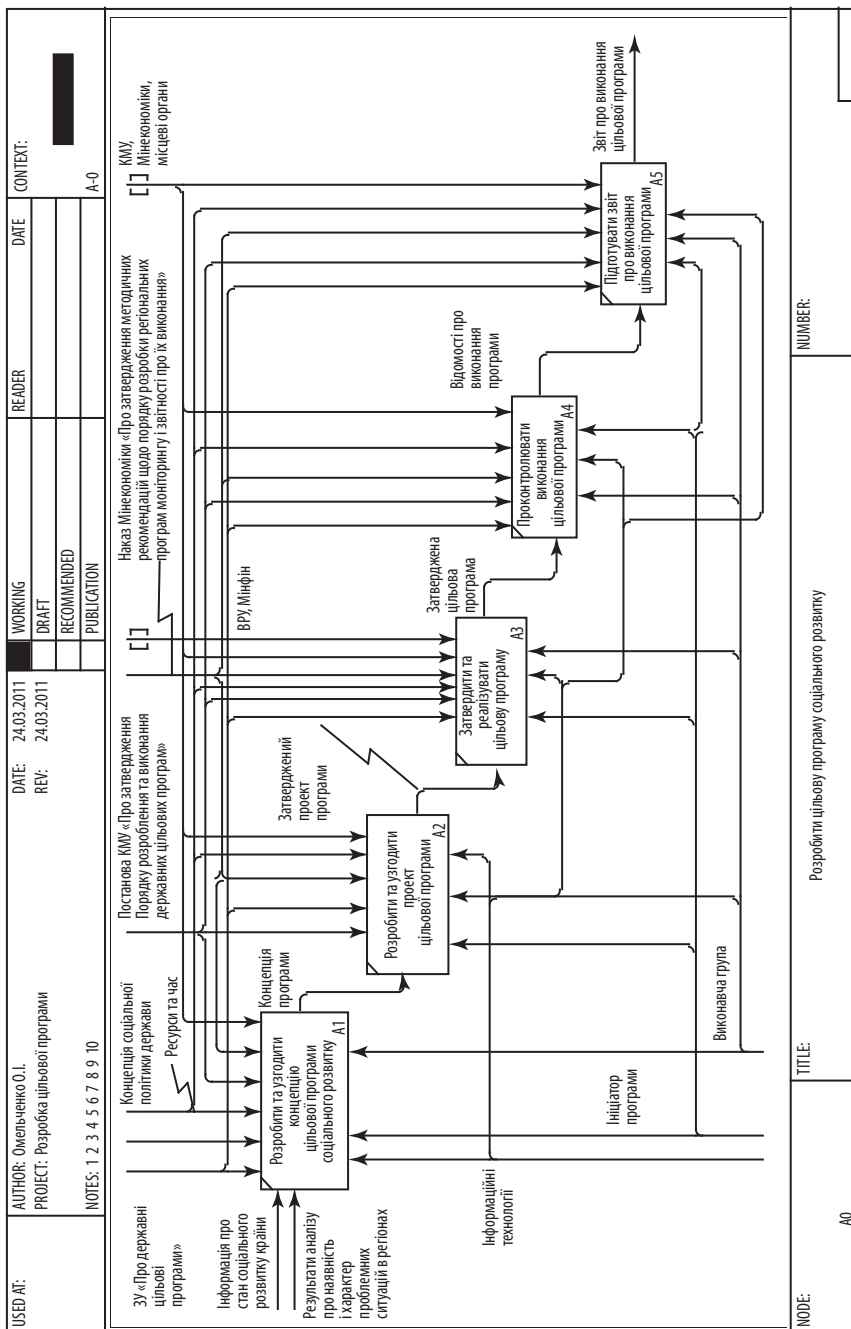 USED AT:
AUTHOR: Омельченко О.І.
PROJECT: Розробка цільової програми
NOTES: 1 2 3 4 5 6 7 8 9 10
DATE: 24.03.2011
REV: 24.03.2011
WORKING
DRAFT
RECOMMENDED
PUBLICATION
READER
DATE
CONTEXT:
A-0
ЗУ «Про державні
цільові
програми»
Концепція соціальної
політики держави
Ресурси та час
Постанова КМУ «Про затвердження
Порядку розроблення та виконання
державних цільових програм»
Наказ Мінекономіки «Про затвердження методичних
рекомендацій щодо порядку розробки регіональних
програм моніторингу і звітності про їх виконання»
ВРУ, Мінфін
КМУ,
Мінекономіки,
місцеві органи
Інформація про
стан соціального
розвитку країни
Результати аналізу
про наявність
і характер
проблемних
ситуацій в регіонах
Розробити та узгодити
концепцію
цільової програми
соціального розвитку
A1
Концепція
програми
Розробити та узгодити
проект
цільової програми
A2
Затверджений
проект
програми
Затвердити та
реалізувати
цільову програму
A3
Затверджена
цільова
програма
Проконтролювати
виконання
цільової програми
A4
Відомості про
виконання
програми
Підготувати звіт
про виконання
цільової програми
A5
Звіт про виконання
цільової програми
Інформаційні
технології
Ініціатор
програми
Виконавча група
NODE:
A0
TITLE:
Розробити цільову програму соціального розвитку
NUMBER: